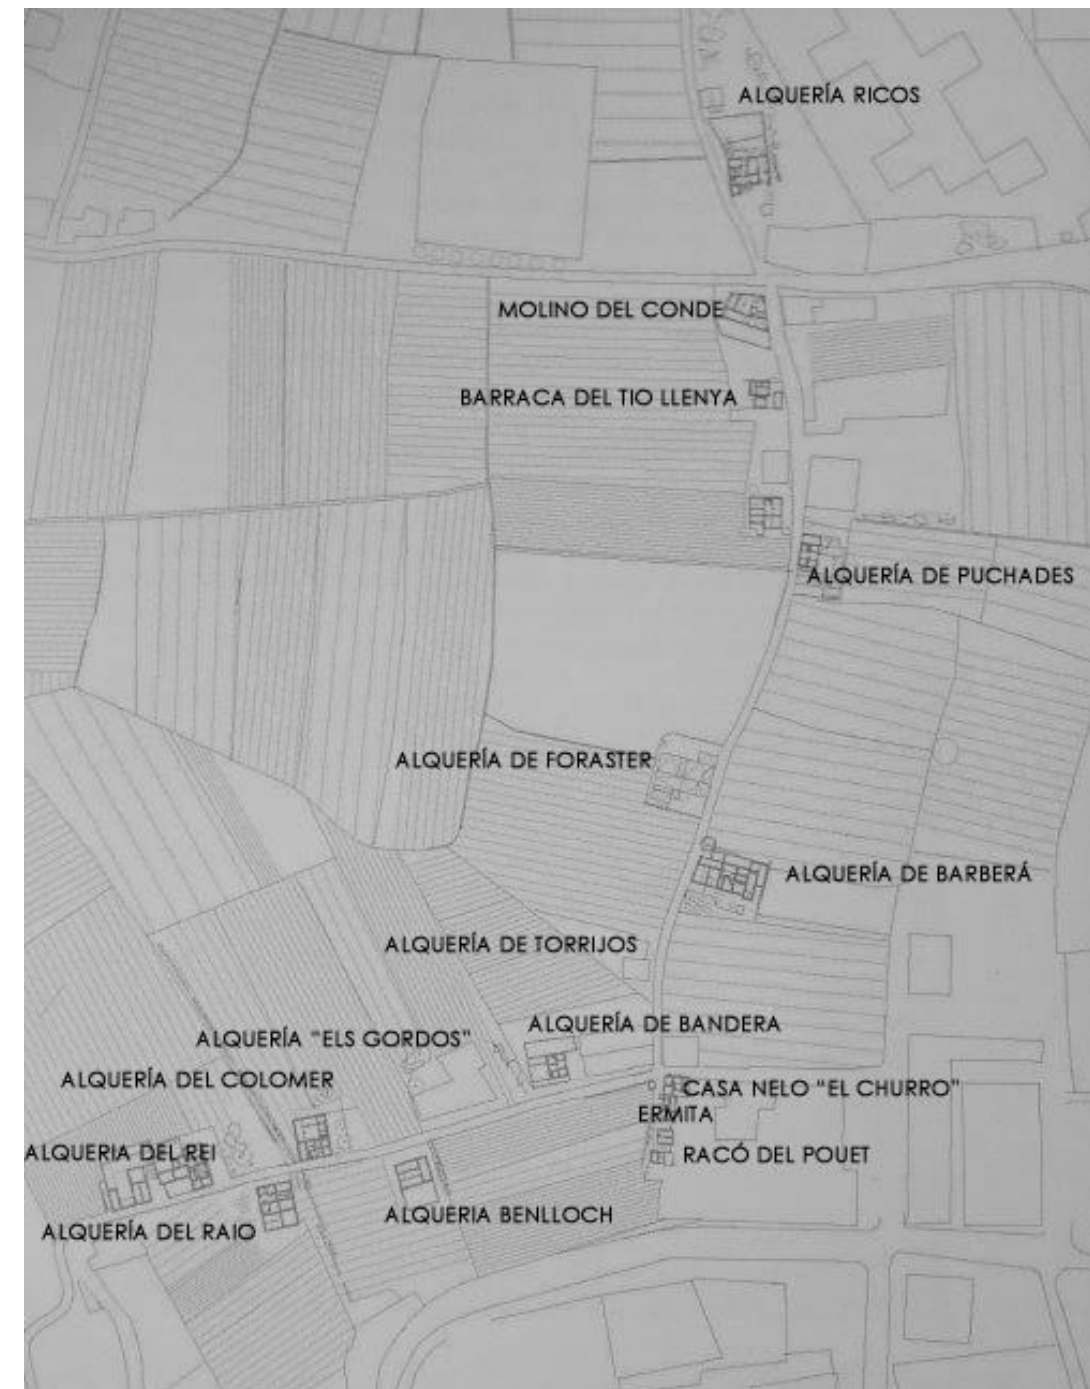 ALQUERÍA RICOS
MOLINO DEL CONDE
BARRACA DEL TIO LLENYA
ALQUERÍA DE PUCHADES
ALQUERÍA DE FORASTER
ALQUERÍA DE BARBERÁ
ALQUERÍA DE TORRIJOS
ALQUERÍA DE BANDERA
ALQUERÍA "ELS GORDOS"
ALQUERÍA DEL COLOMER
CASA NELO "EL CHURRO"
ERMITA
ALQUERIA DEL REI
RACÓ DEL POUET
ALQUERIA BENLLOCH
ALQUERÍA DEL RAIO